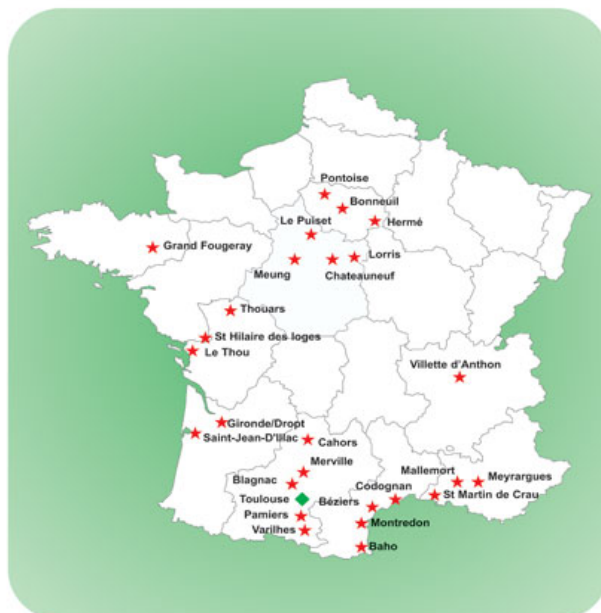 Pontoise
Bonneuil
Le Puiset
Hermé
Grand Fougeray
Lorris
Meung
Chateauneuf
Thouars
St Hilaire des loges
Le Thou
Villette d'Anthon
Gironde/Dropt
Saint-Jean-D'Illac
Cahors
Merville
Mallemort
Meyrargues
Blagnac
Codognan
St Martin de Crau
Toulouse
Béziers
Pamiers
Montredon
Varilhes
Baho